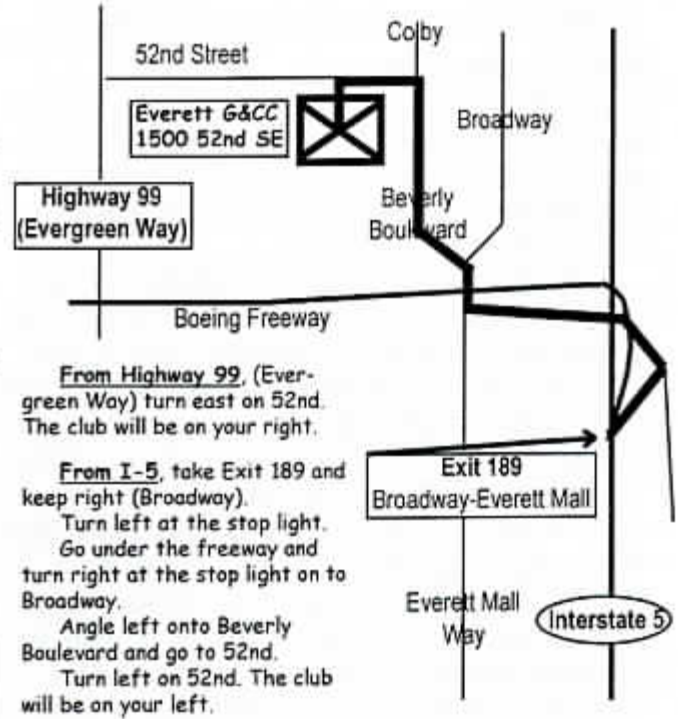 Colby
52nd Street
Everett G&CC
1500 52nd SE
Broadway
Highway 99
(Evergreen Way)
Beverly
Boulevard
Boeing Freeway
From Highway 99, (Ever-
green Way) turn east on 52nd.
The club will be on your right.
From I-5, take Exit 189 and
keep right (Broadway).
Turn left at the stop light.
Go under the freeway and
turn right at the stop light on to
Broadway.
Angle left onto Beverly
Boulevard and go to 52nd.
Turn left on 52nd. The club
will be on your left.
Exit 189
Broadway-Everett Mall
Everett Mall
Way
Interstate 5